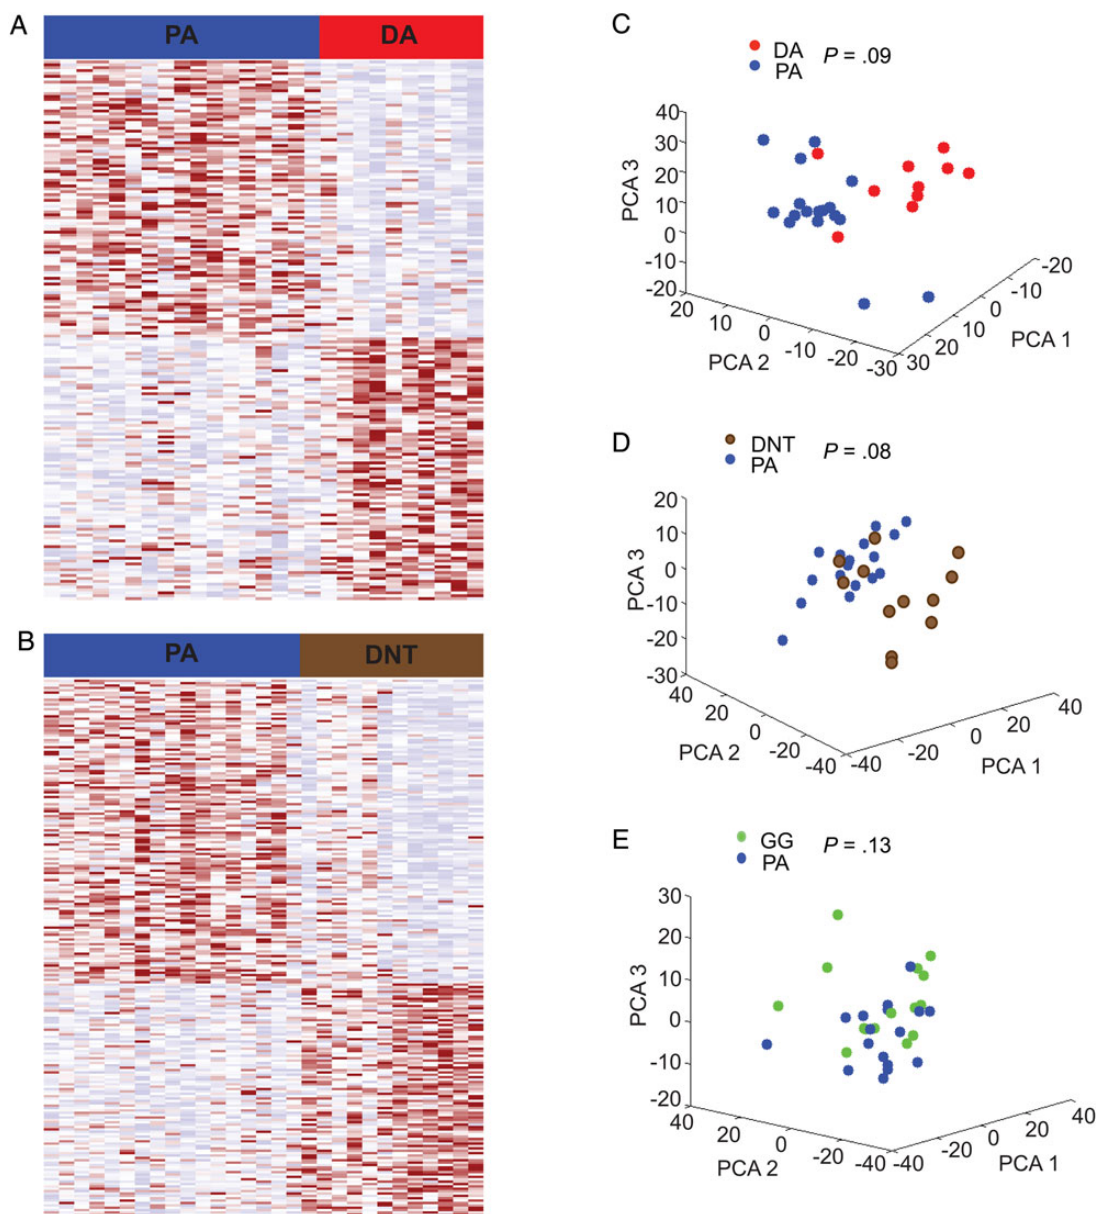 A
PA DA
B
PA DNT
C
DA
PA
P = .09
PCA 3
40
30
20
10
0
-10
-20
20 10 0 -10 -20 -30
PCA 2
30 20 10 0 -10 -20
PCA 1
D
DNT
PA
P = .08
PCA 3
20
10
0
-10
-20
-30
40 20 0 -20 -40
PCA 2
-40 -20 0 20 40
PCA 1
E
GG
PA
P = .13
PCA 3
30
20
10
0
-10
-20
40 20 0 -20 -40
PCA 2
-40 -20 0 20 40
PCA 1